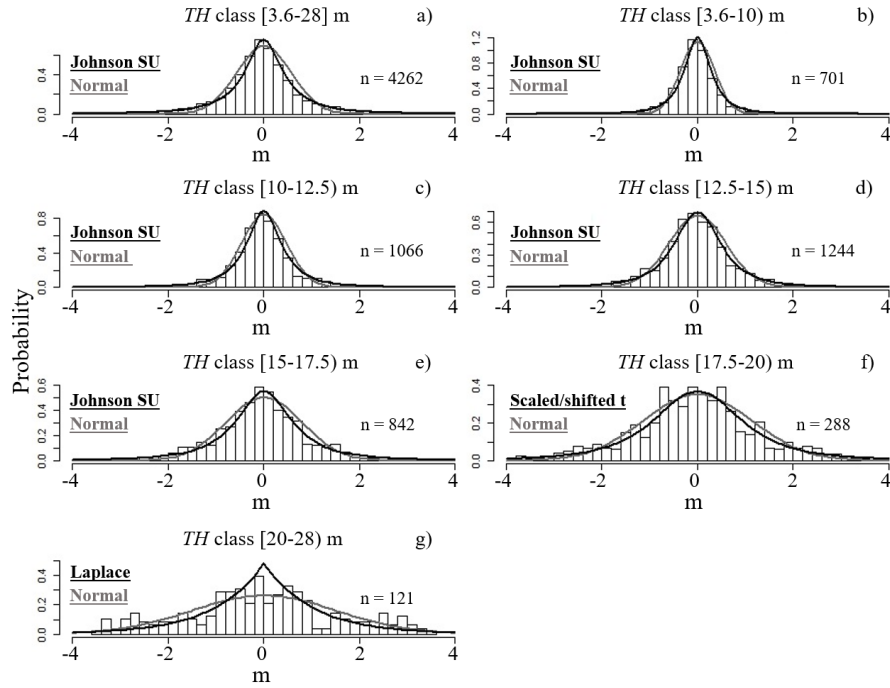 TH class [3.6-28] m a)
Johnson SU
Normal
n = 4262
0.0 0.4
-4 -2 0 2 4
m
TH class [3.6-10) m b)
Johnson SU
Normal
n = 701
0.0 0.4 0.8 1.2
-4 -2 0 2 4
m
TH class [10-12.5) m c)
Johnson SU
Normal
n = 1066
0.0 0.4 0.8
-4 -2 0 2 4
m
TH class [12.5-15) m d)
Johnson SU
Normal
n = 1244
0.0 0.3 0.6
-4 -2 0 2 4
m
Probability
TH class [15-17.5) m e)
Johnson SU
Normal
n = 842
0.0 0.2 0.4 0.6
-4 -2 0 2 4
m
TH class [17.5-20) m f)
Scaled/shifted t
Normal
n = 288
0.0 0.2 0.4
-4 -2 0 2 4
m
TH class [20-28) m g)
Laplace
Normal
n = 121
0.0 0.2 0.4
-4 -2 0 2 4
m